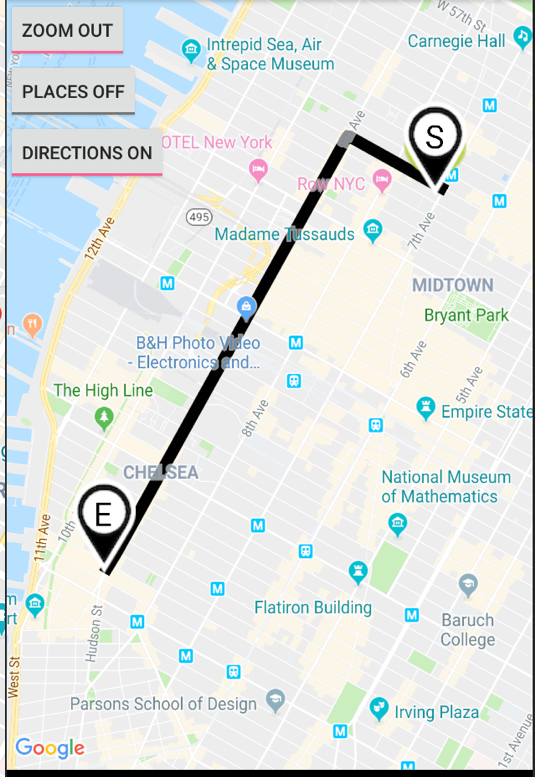 W 57th St
ZOOM OUT
Intrepid Sea, Air
& Space Museum
Carnegie Hall
PLACES OFF
M
Ave
S
DIRECTIONS ON
OTEL New York
Row NYC
M
M
495
12th Ave
Madame Tussauds
7th Ave
M
MIDTOWN
Bryant Park
n
B&H Photo Video
- Electronics and...
M
6th Ave
5th Ave
The High Line
8th Ave
Empire State
CHELSEA
National Museum
of Mathematics
E
10th
11th Ave
M
Flatiron Building
M
m
rt
Hudson St
M
M
Baruch
College
West St
M
Parsons School of Design
Irving Plaza
M
1st Avenue
Google
M